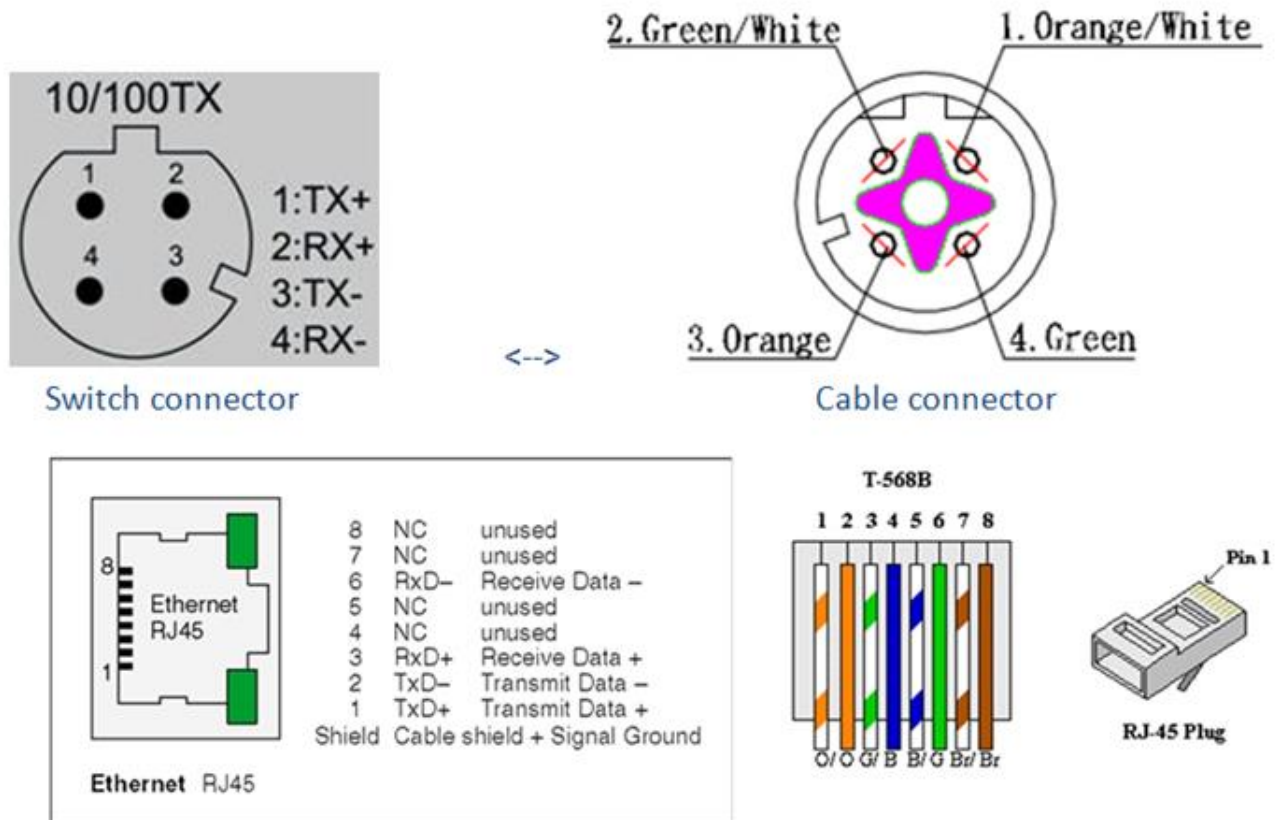 10/100TX
1 2
4 3
1:TX+
2:RX+
3:TX-
4:RX-
Switch connector
<-->
2.Green/White
1.Orange/White
3.Orange
4.Green
Cable connector
8
1
Ethernet
RJ45
8 NC unused
7 NC unused
6 RxD– Receive Data –
5 NC unused
4 NC unused
3 RxD+ Receive Data +
2 TxD– Transmit Data –
1 TxD+ Transmit Data +
Shield Cable shield + Signal Ground
Ethernet RJ45
T-568B
1 2 3 4 5 6 7 8
O/ O G/ B B/ G Br/ Br
Pin 1
RJ-45 Plug